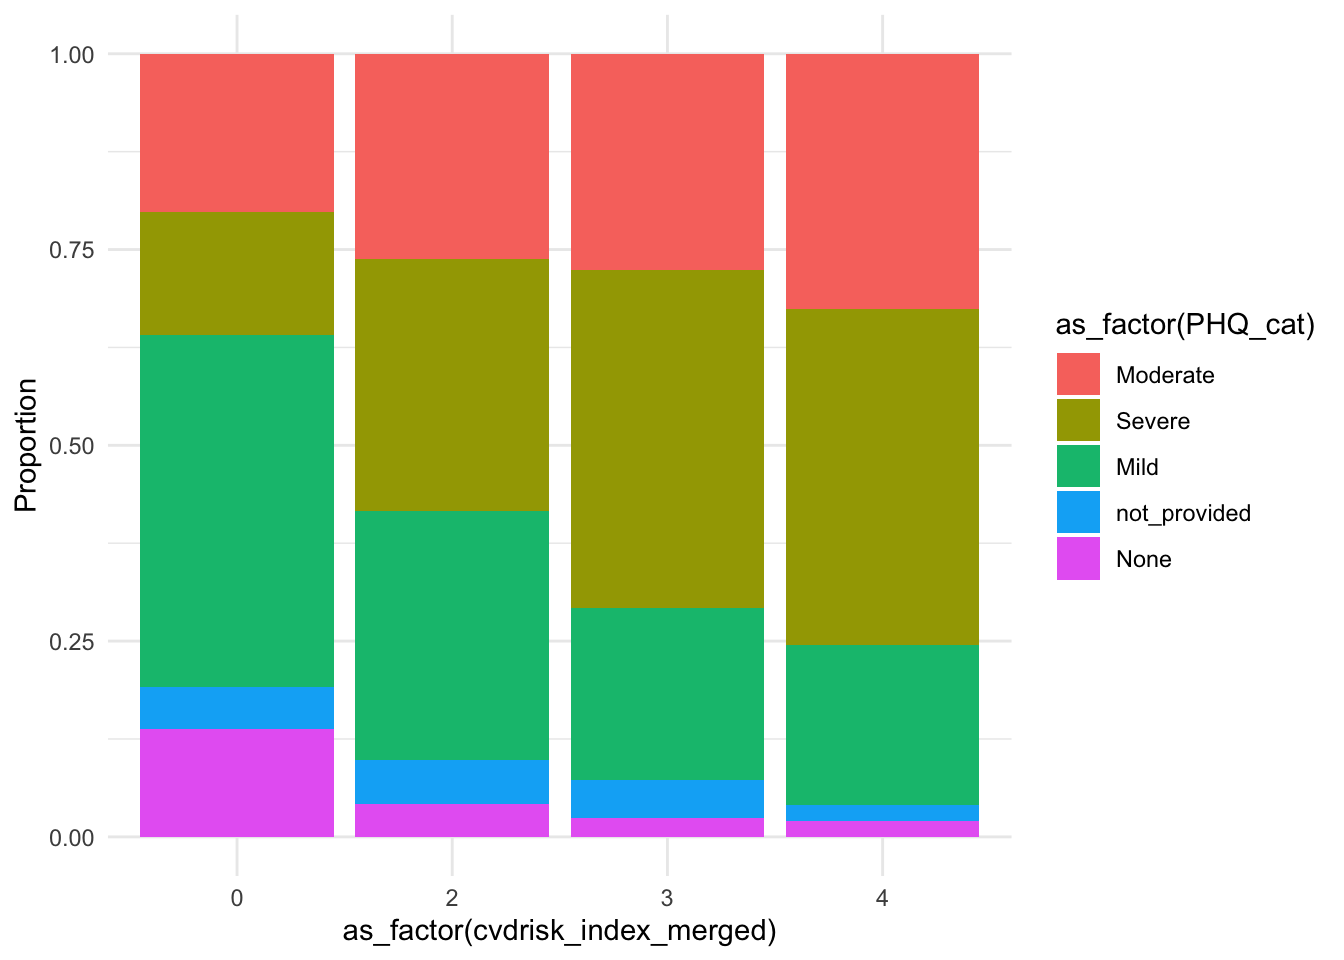 1.00
0.75
0.50
0.25
0.00
Proportion
0 2 3 4
as_factor(cvdrisk_index_merged)
as_factor(PHQ_cat)
Moderate
Severe
Mild
not_provided
None